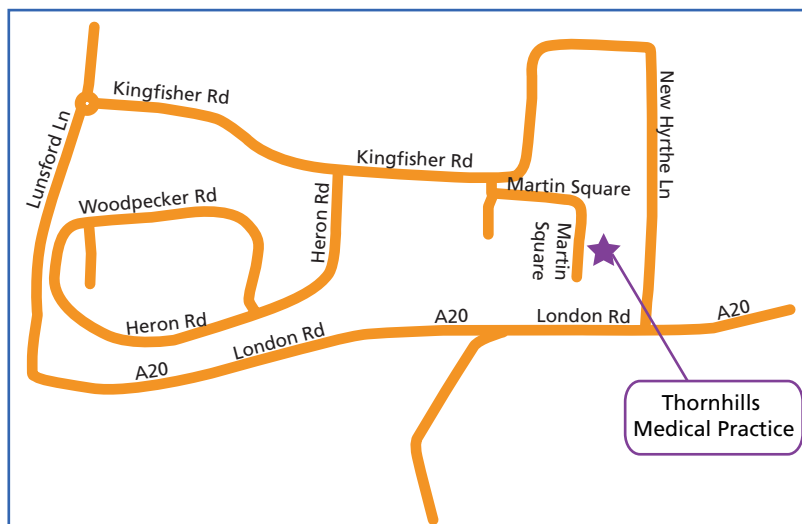 Kingfisher Rd
Lunsford Ln
Kingfisher Rd
New Hyrthe Ln
Woodpecker Rd
Heron Rd
Martin Square
Martin
Square
Heron Rd
London Rd
A20
A20
London Rd
A20
Thornhills
Medical Practice